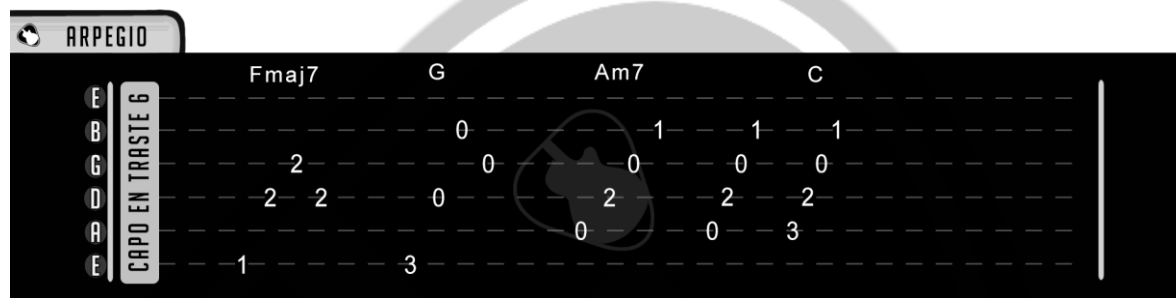 ARPEGIO
Fmaj7 G Am7 C
CAPO EN TRASTE 6
E
B 0 1 1 1
G 2 0 0 0 0
D 2 2 0 2 2 2
A 0 0 3
E 1 3